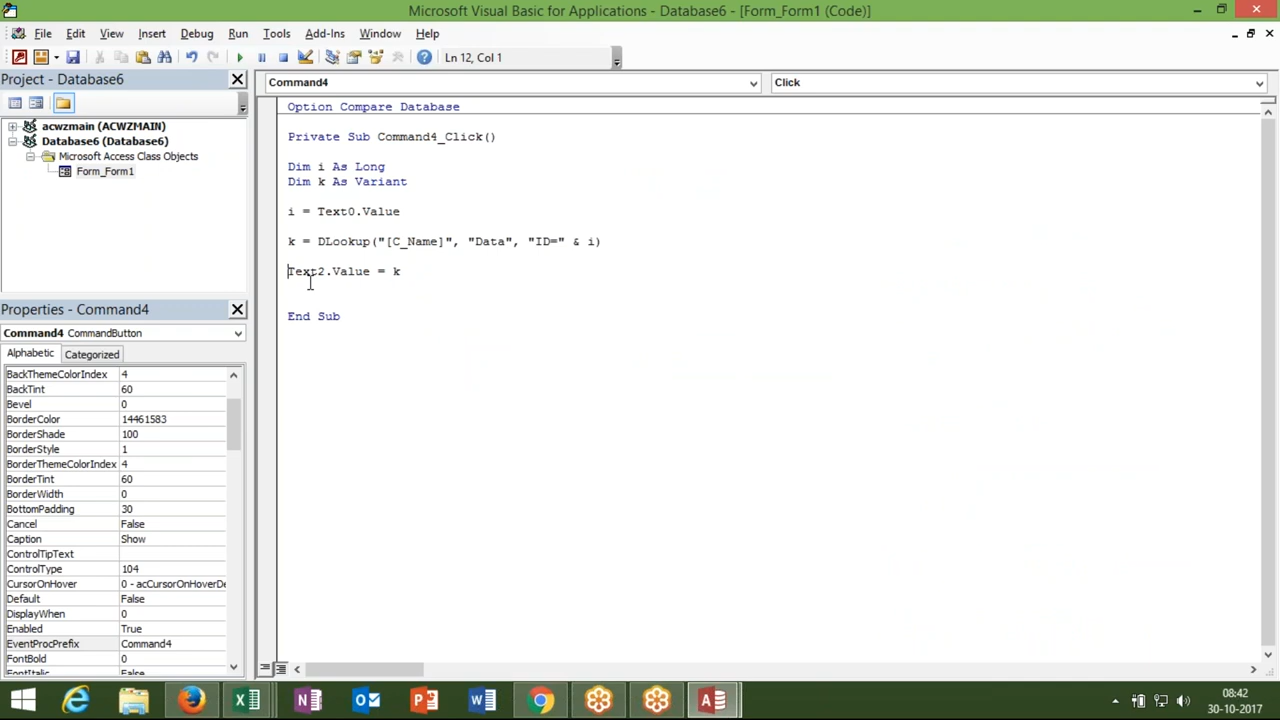 Microsoft Visual Basic for Applications - Database6 - [Form_Form1 (Code)]
File Edit View Insert Debug Run Tools Add-Ins Window Help
Ln 12, Col 1
Project - Database6
acwzmain (ACWZMAIN)
Database6 (Database6)
Microsoft Access Class Objects
Form_Form1
Command4
Click
Option Compare Database
Private Sub Command4_Click()
Dim i As Long
Dim k As Variant
i = Text0.Value
k = DLookup("[C_Name]", "Data", "ID=" & i)
Text2.Value = k
End Sub
Properties - Command4
Command4 CommandButton
Alphabetic Categorized
BackThemeColorIndex 4
BackTint 60
Bevel 0
BorderColor 14461583
BorderShade 100
BorderStyle 1
BorderThemeColorIndex 4
BorderTint 60
BorderWidth 0
BottomPadding 30
Cancel False
Caption Show
ControlTipText
ControlType 104
CursorOnHover 0 - acCursorOnHoverDe
Default False
DisplayWhen 0
Enabled True
EventProcPrefix Command4
FontBold 0
FontItalic False
08:42
30-10-2017